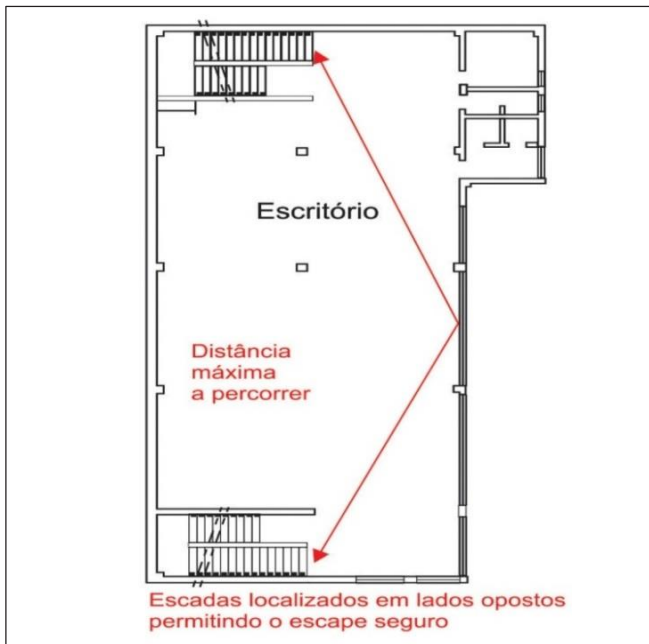 Escritório
Distância
máxima
a percorrer
Escadas localizados em lados opostos
permitindo o escape seguro